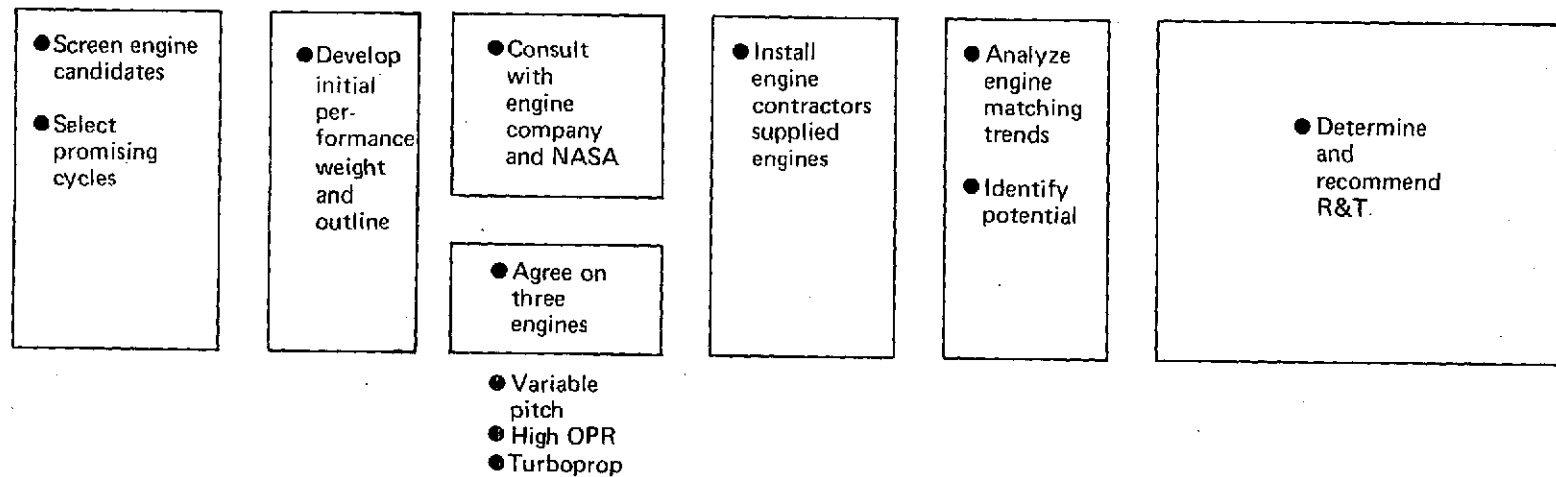 ● Screen engine
candidates
● Select
promising
cycles
● Develop
initial
per-
formance
weight
and
outline
● Consult
with
engine
company
and NASA
● Agree on
three
engines
● Variable
pitch
● High OPR
● Turboprop
● Install
engine
contractors
supplied
engines
● Analyze
engine
matching
trends
● Identify
potential
● Determine
and
recommend
R&T.